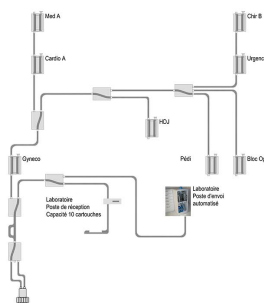 Med A
Chir B
Cardio A
Urgenc
HDJ
Gyneco
Pédi
Bloc Op
Laboratoire
Poste de réception
Capacité 10 cartouches
Laboratoire
Poste d'envoi
automatisé